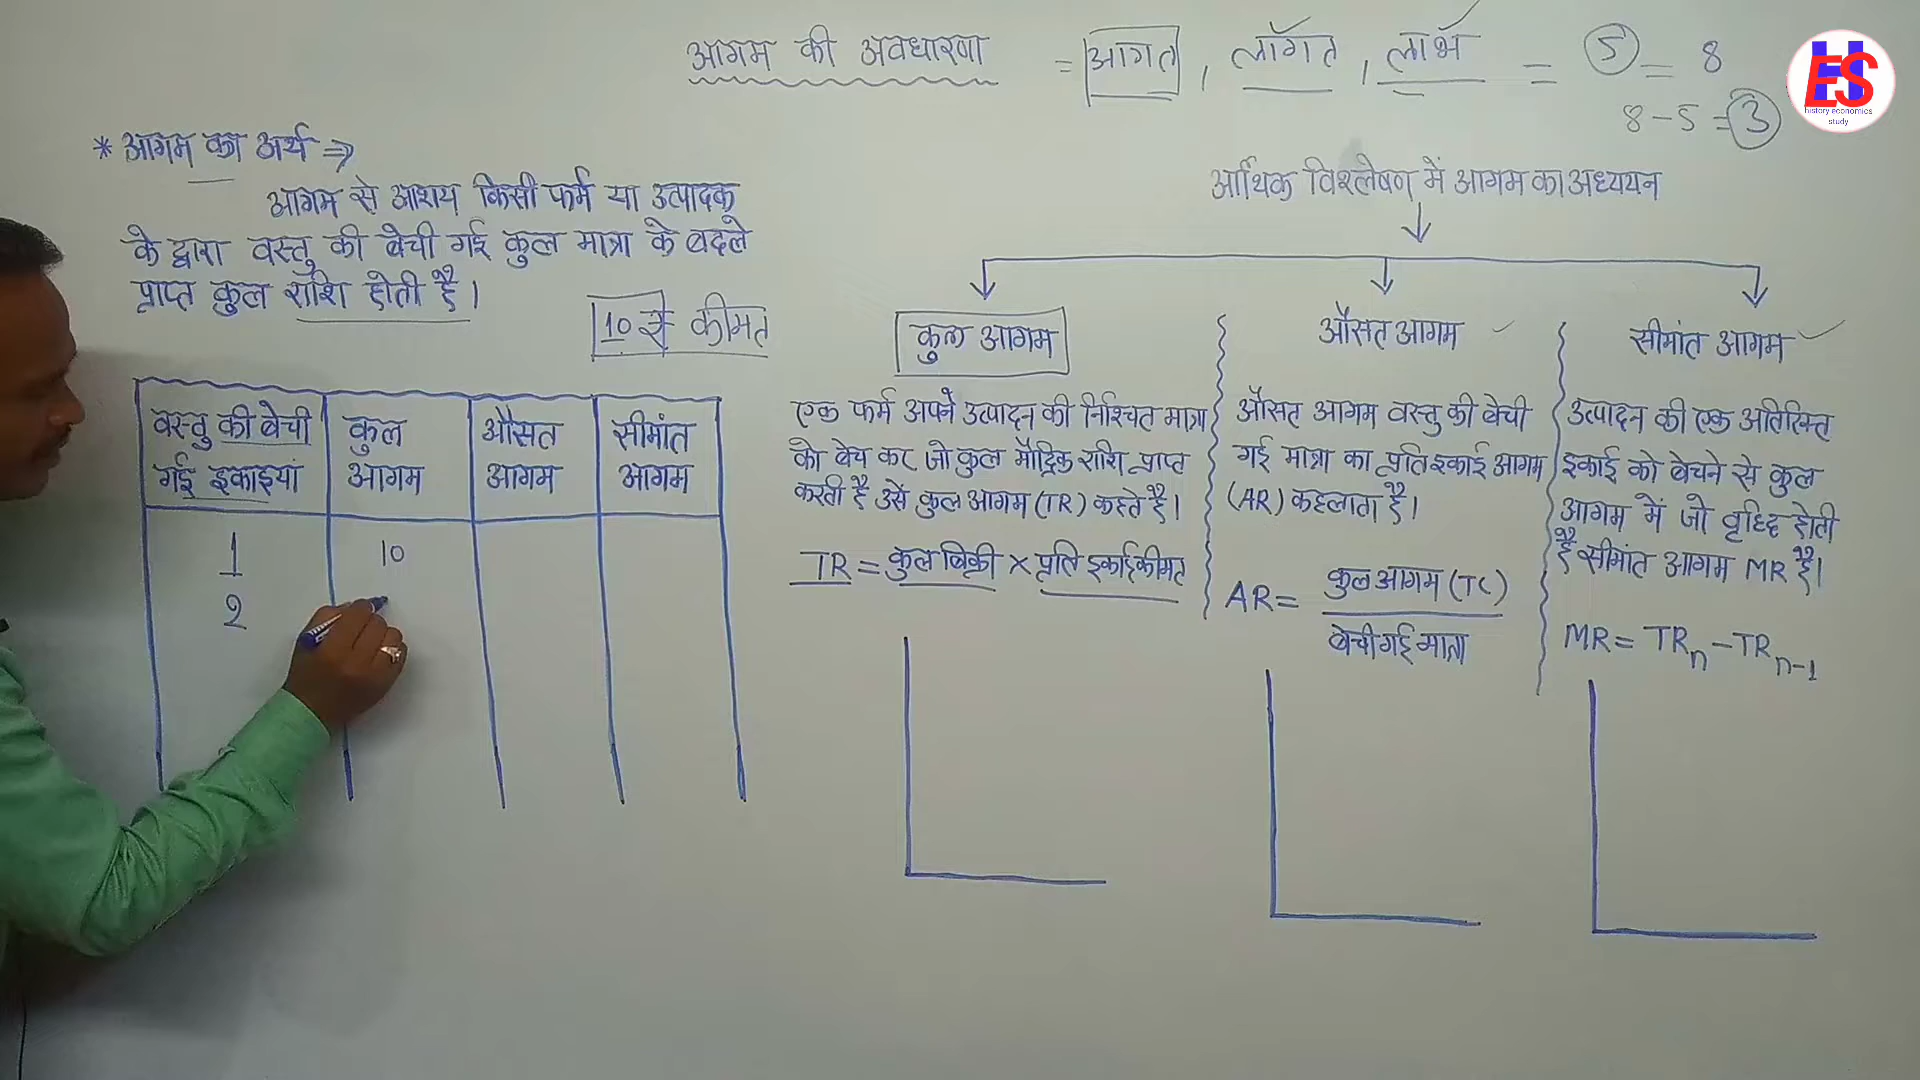 आगम की अवधारणा = आगत, लागत, लाभ = 5 = 8
8 - 5 = 3
HES
history economics
study
* आगम का अर्थ ⇒
आगम से आशय किसी फर्म या उत्पादक
के द्वारा वस्तु की बेची गई कुल मात्रा के बदले
प्राप्त कुल राशि होती है।
10 रु कीमत
वस्तु की बेची गई इकाइयां
कुल आगम
औसत आगम
सीमांत आगम
1 10
2
आर्थिक विश्लेषण में आगम का अध्ययन
कुल आगम
एक फर्म अपने उत्पादन की निश्चित मात्रा
को बेच कर जो कुल मौद्रिक राशि प्राप्त
करती है उसे कुल आगम (TR) कहते है।
TR = कुल बिक्री × प्रति इकाई कीमत
औसत आगम
औसत आगम वस्तु की बेची
गई मात्रा का प्रति इकाई आगम
(AR) कहलाता है।
AR = कुल आगम (TC)
बेची गई मात्रा
सीमांत आगम
उत्पादन की एक अतिरिक्त
इकाई को बेचने से कुल
आगम में जो वृद्धि होती
है सीमांत आगम MR है।
MR = TRn - TRn-1